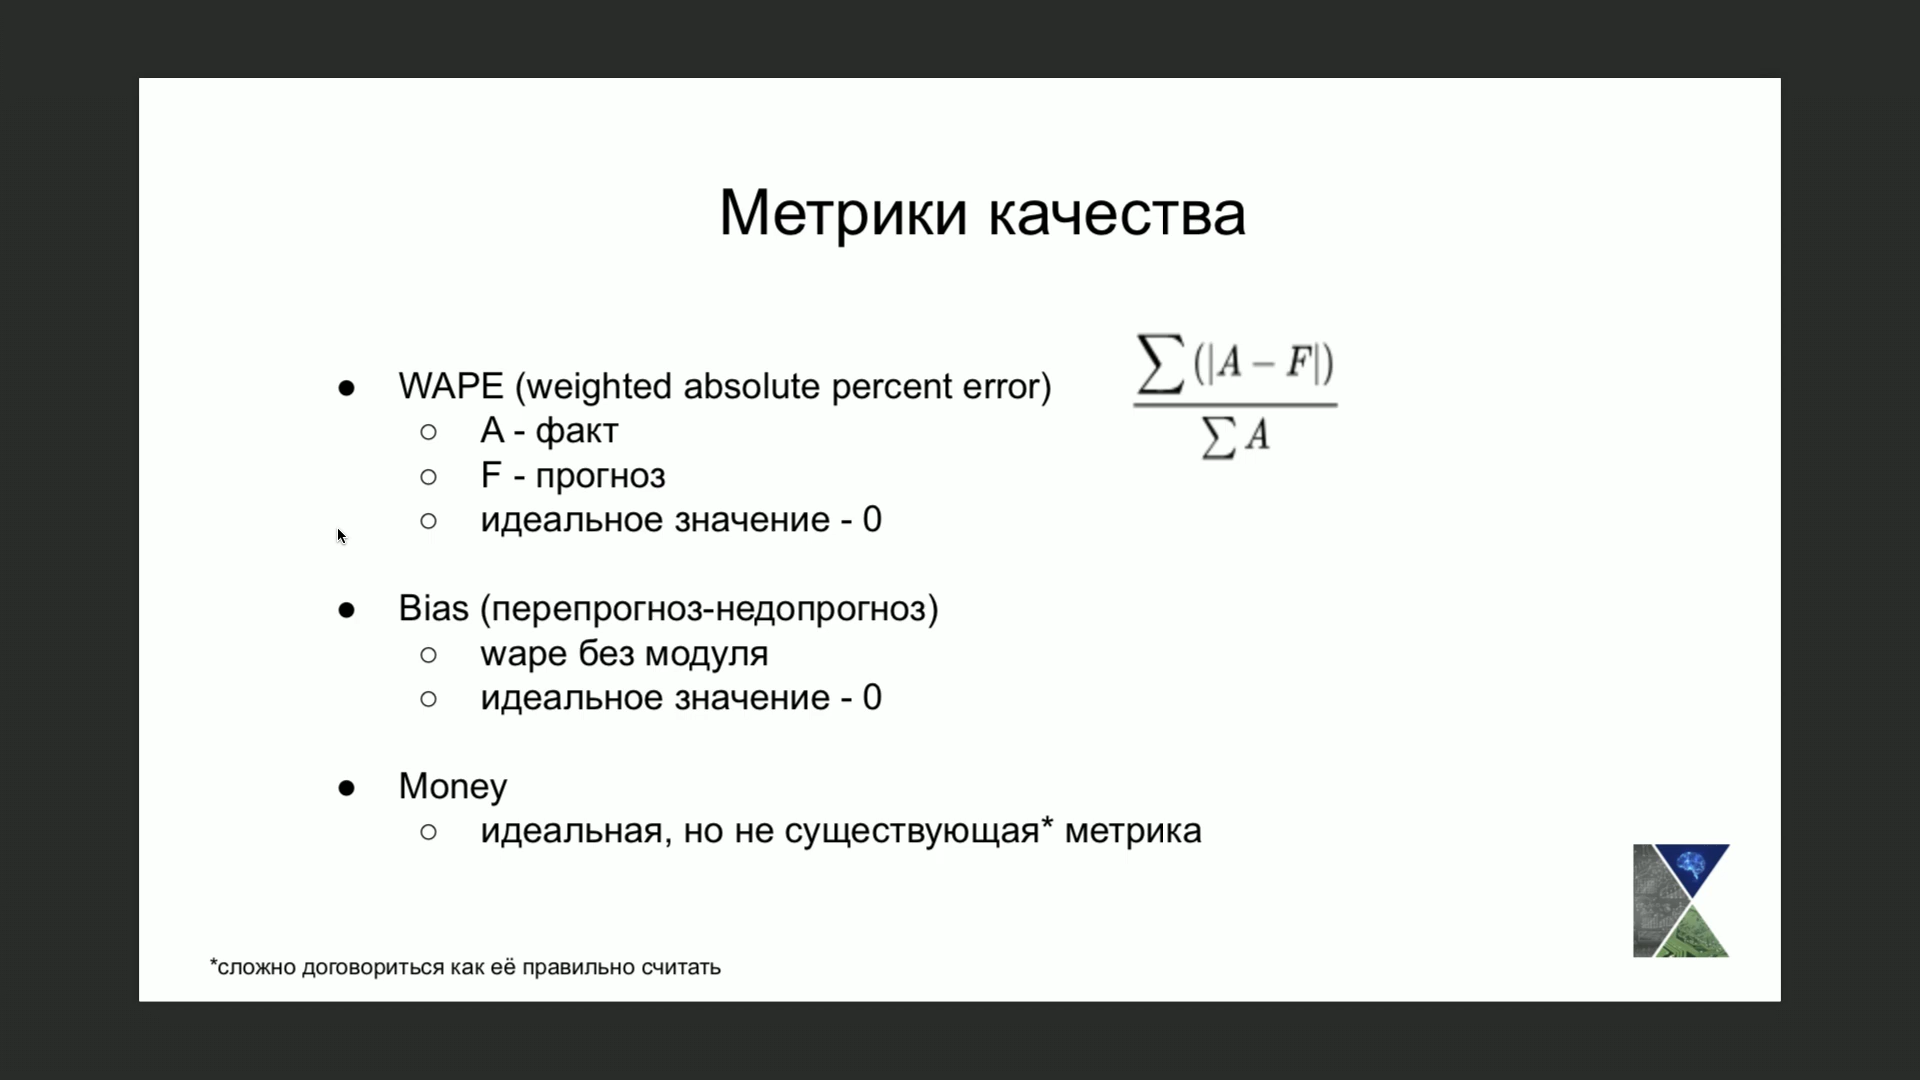 Метрики качества
● WAPE (weighted absolute percent error)
∑(|A − F|)
∑A
○ A - факт
○ F - прогноз
○ идеальное значение - 0
● Bias (перепрогноз-недопрогноз)
○ wape без модуля
○ идеальное значение - 0
● Money
○ идеальная, но не существующая* метрика
*сложно договориться как её правильно считать